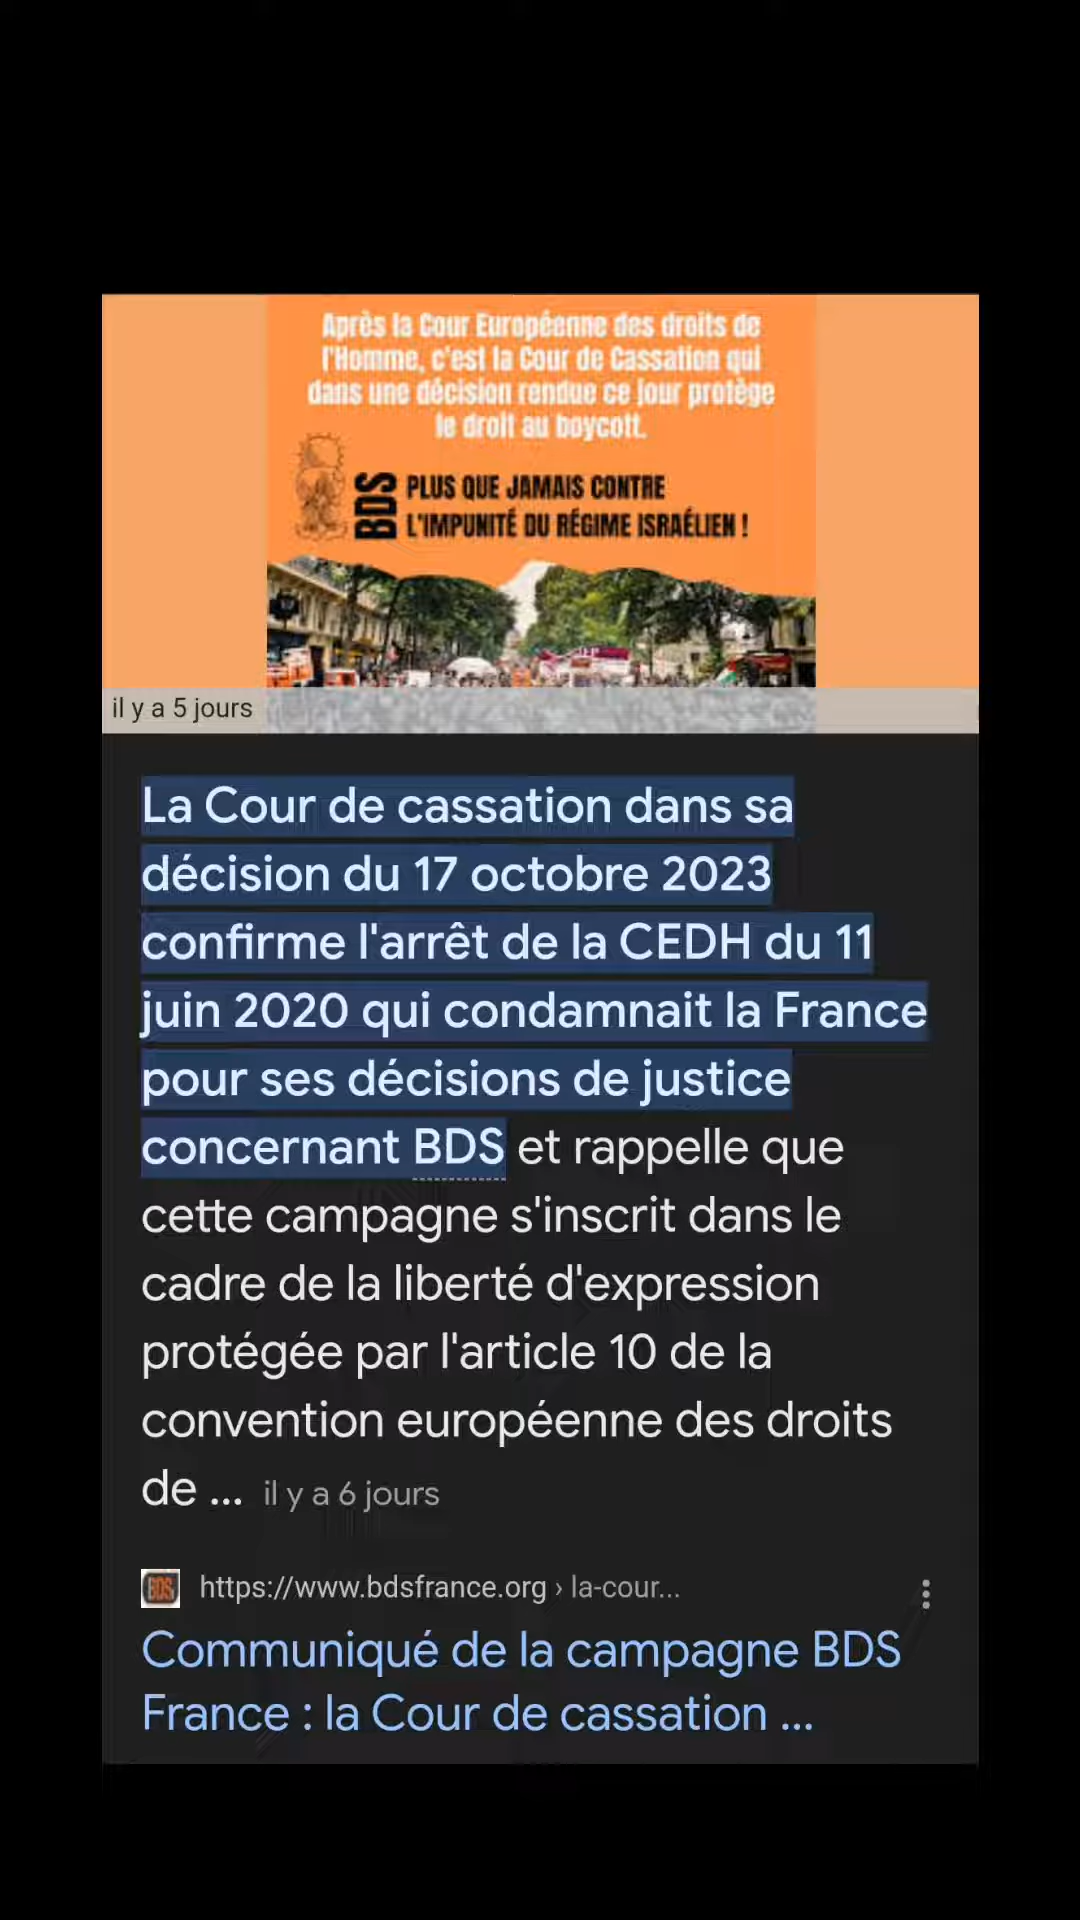 Après la Cour Européenne des droits de
l'Homme, c'est la Cour de Cassation qui
dans une décision rendue ce jour protège
le droit au boycott.
BDS
PLUS QUE JAMAIS CONTRE
L'IMPUNITÉ DU RÉGIME ISRAÉLIEN !
il y a 5 jours
La Cour de cassation dans sa
décision du 17 octobre 2023
confirme l'arrêt de la CEDH du 11
juin 2020 qui condamnait la France
pour ses décisions de justice
concernant BDS et rappelle que
cette campagne s'inscrit dans le
cadre de la liberté d'expression
protégée par l'article 10 de la
convention européenne des droits
de ... il y a 6 jours
BDS https://www.bdsfrance.org › la-cour...
Communiqué de la campagne BDS
France : la Cour de cassation ...